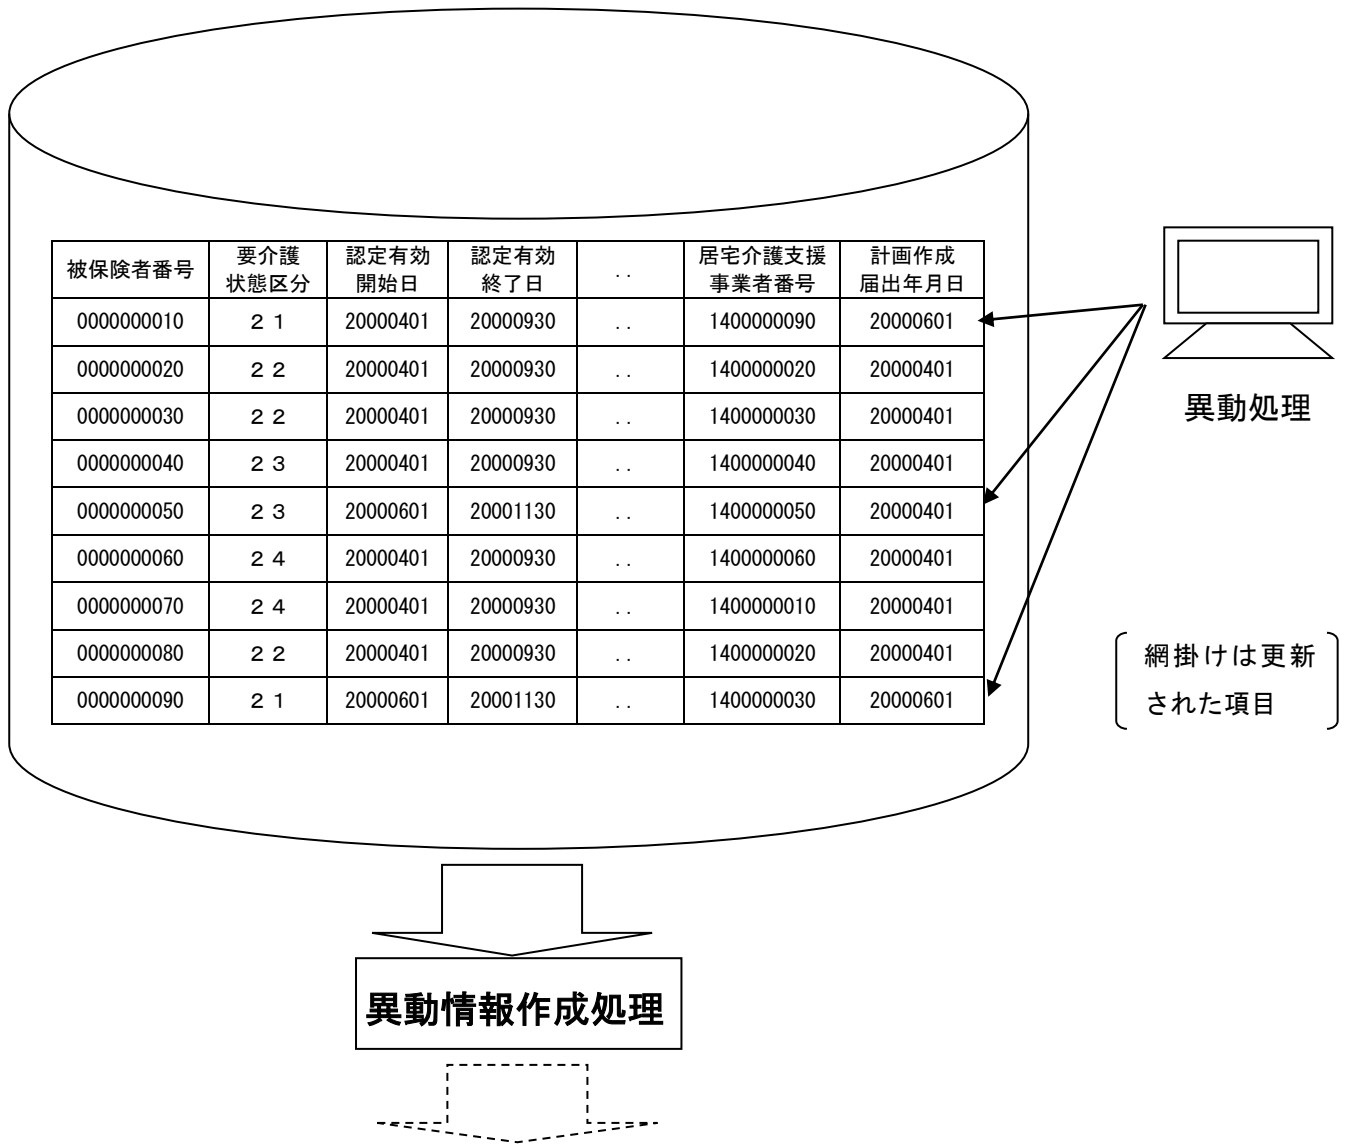 被保険者番号 要介護状態区分 認定有効開始日 認定有効終了日 .. 居宅介護支援事業者番号 計画作成届出年月日
0000000010 ２１ 20000401 20000930 .. 1400000090 20000601
0000000020 ２２ 20000401 20000930 .. 1400000020 20000401
0000000030 ２２ 20000401 20000930 .. 1400000030 20000401
0000000040 ２３ 20000401 20000930 .. 1400000040 20000401
0000000050 ２３ 20000601 20001130 .. 1400000050 20000401
0000000060 ２４ 20000401 20000930 .. 1400000060 20000401
0000000070 ２４ 20000401 20000930 .. 1400000010 20000401
0000000080 ２２ 20000401 20000930 .. 1400000020 20000401
0000000090 ２１ 20000601 20001130 .. 1400000030 20000601
異動処理
網掛けは更新
された項目
異動情報作成処理